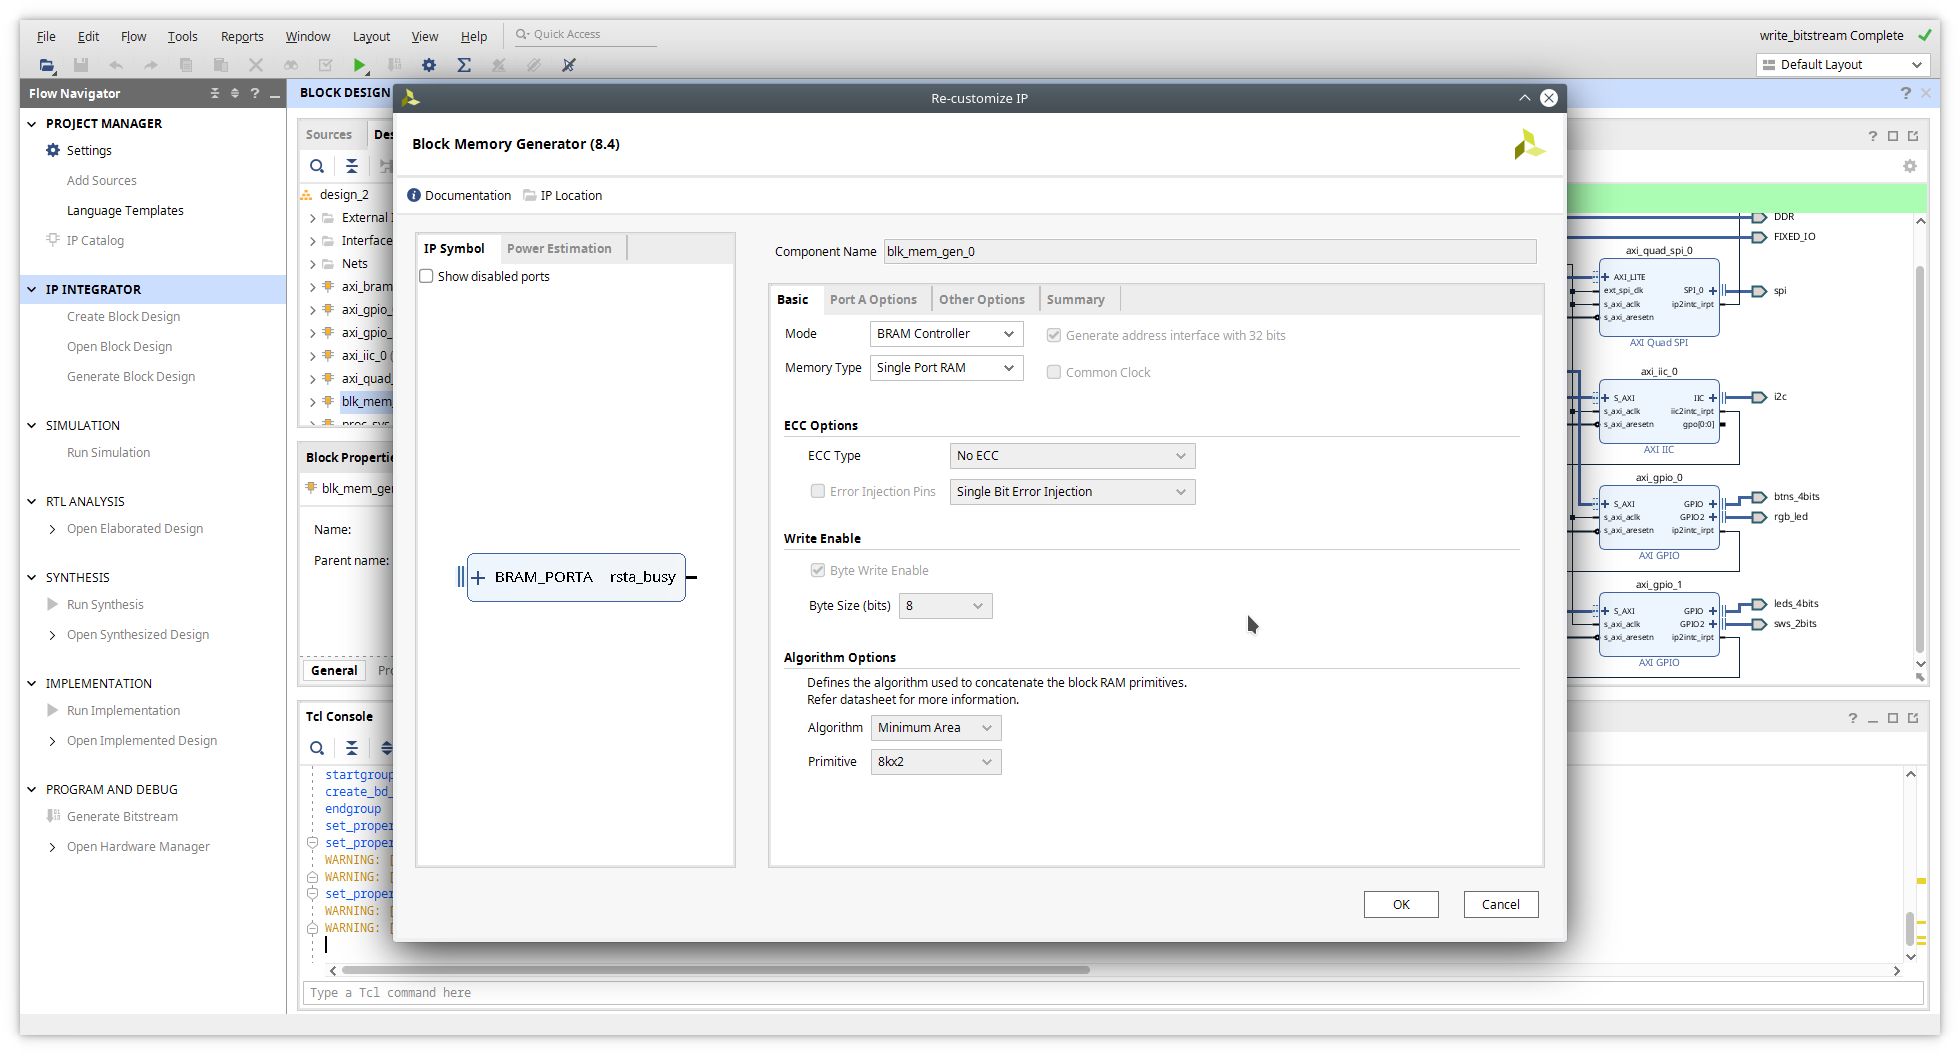 File Edit Flow Tools Reports Window Layout View Help Quick Access write_bitstream Complete
Default Layout
Flow Navigator
PROJECT MANAGER
Settings
Add Sources
Language Templates
IP Catalog
IP INTEGRATOR
Create Block Design
Open Block Design
Generate Block Design
SIMULATION
Run Simulation
RTL ANALYSIS
Open Elaborated Design
SYNTHESIS
Run Synthesis
Open Synthesized Design
IMPLEMENTATION
Run Implementation
Open Implemented Design
PROGRAM AND DEBUG
Generate Bitstream
Open Hardware Manager
BLOCK DESIGN
Sources Des
design_2
External I
Interface
Nets
axi_bram
axi_gpio_
axi_gpio_
axi_iic_0 (
axi_quad_
blk_mem_
proc_sys
Block Propertie
blk_mem_ger
Name:
Parent name:
General Pro
Tcl Console
startgroup
create_bd_
endgroup
set_proper
set_proper
WARNING: [
WARNING: [
set_proper
WARNING: [
WARNING: [
Type a Tcl command here
Re-customize IP
Block Memory Generator (8.4)
Documentation IP Location
IP Symbol Power Estimation
Show disabled ports
BRAM_PORTA rsta_busy
Component Name blk_mem_gen_0
Basic Port A Options Other Options Summary
Mode BRAM Controller Generate address interface with 32 bits
Memory Type Single Port RAM Common Clock
ECC Options
ECC Type No ECC
Error Injection Pins Single Bit Error Injection
Write Enable
Byte Write Enable
Byte Size (bits) 8
Algorithm Options
Defines the algorithm used to concatenate the block RAM primitives.
Refer datasheet for more information.
Algorithm Minimum Area
Primitive 8kx2
OK Cancel
DDR
FIXED_IO
axi_quad_spi_0
AXI_LITE
ext_spi_clk SPI_0 spi
s_axi_aclk ip2intc_irpt
s_axi_aresetn
AXI Quad SPI
axi_iic_0
S_AXI IIC i2c
s_axi_aclk iic2intc_irpt
s_axi_aresetn gpo[0:0]
AXI IIC
axi_gpio_0
S_AXI GPIO btns_4bits
s_axi_aclk GPIO2 rgb_led
s_axi_aresetn ip2intc_irpt
AXI GPIO
axi_gpio_1
S_AXI GPIO leds_4bits
s_axi_aclk GPIO2 sws_2bits
s_axi_aresetn ip2intc_irpt
AXI GPIO